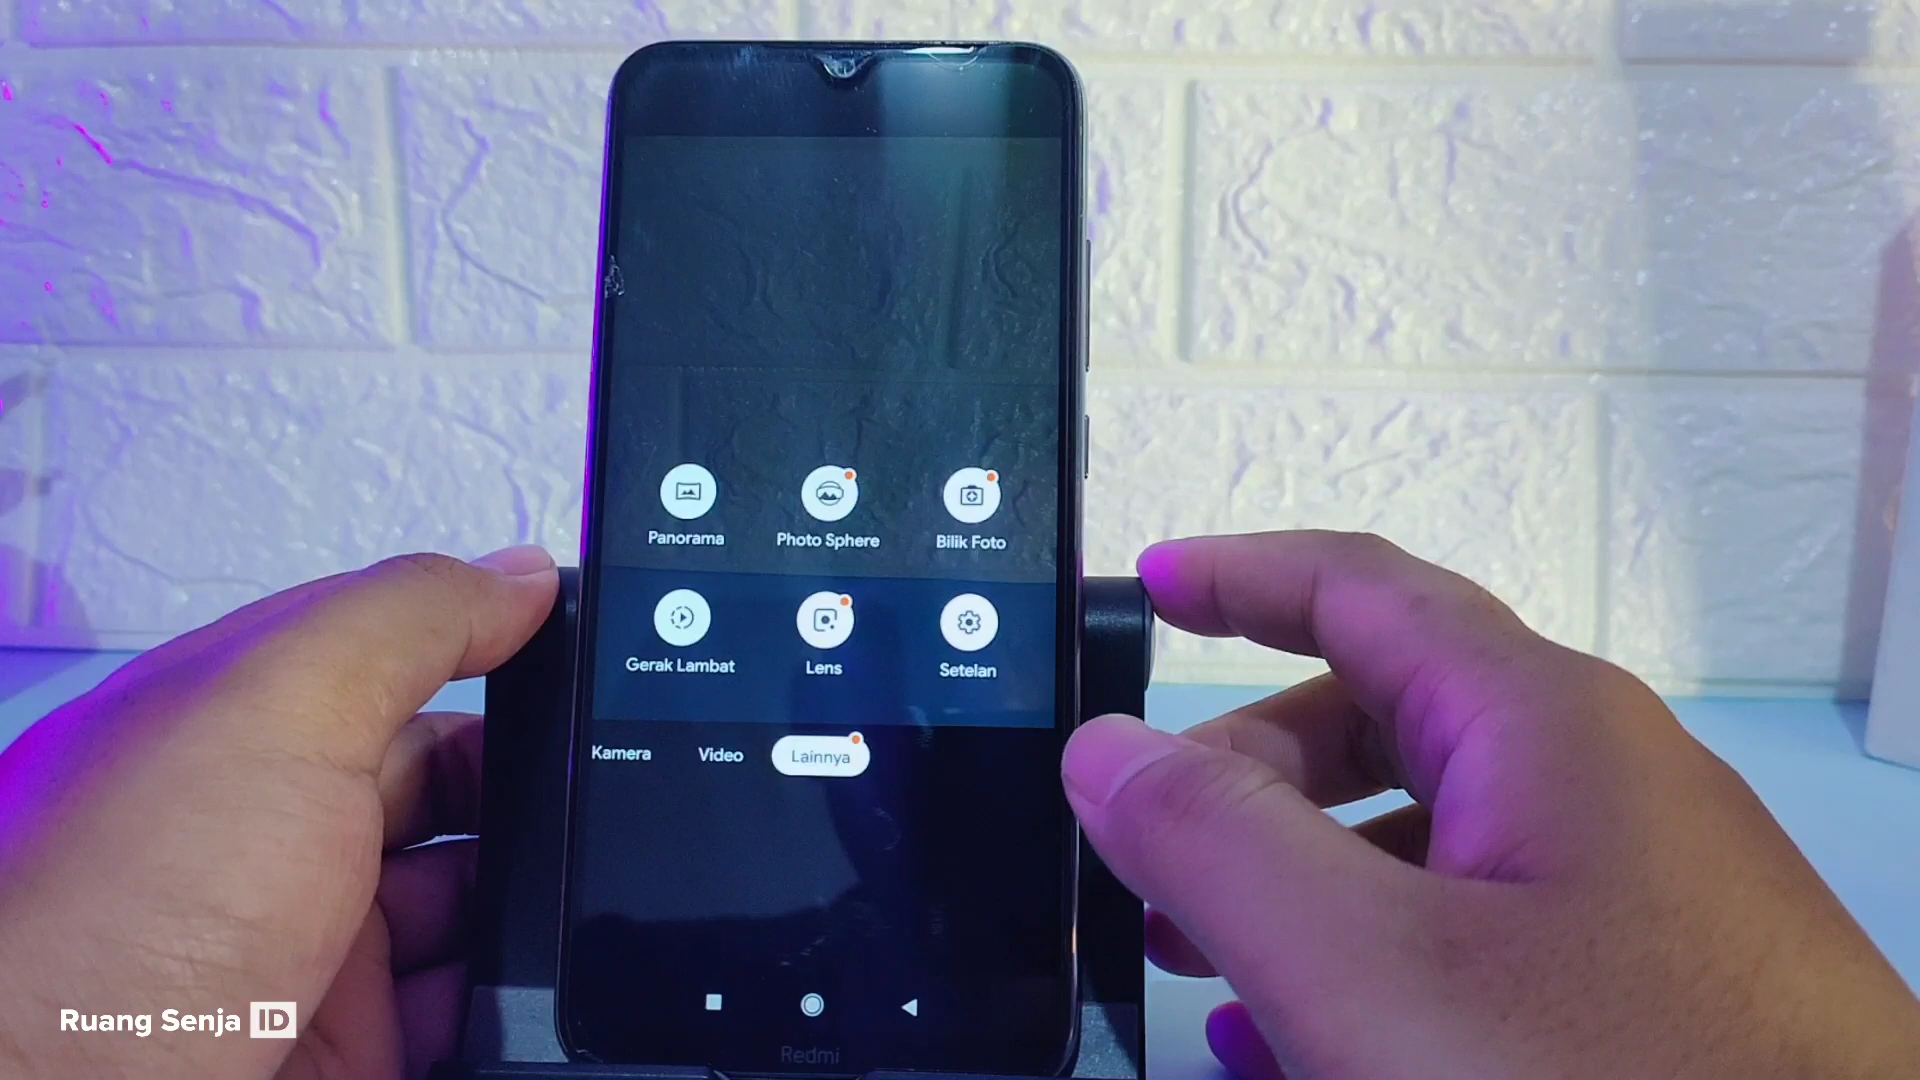 Panorama
Photo Sphere
Bilik Foto
Gerak Lambat
Lens
Setelan
Kamera
Video
Lainnya
Redmi
Ruang Senja ID